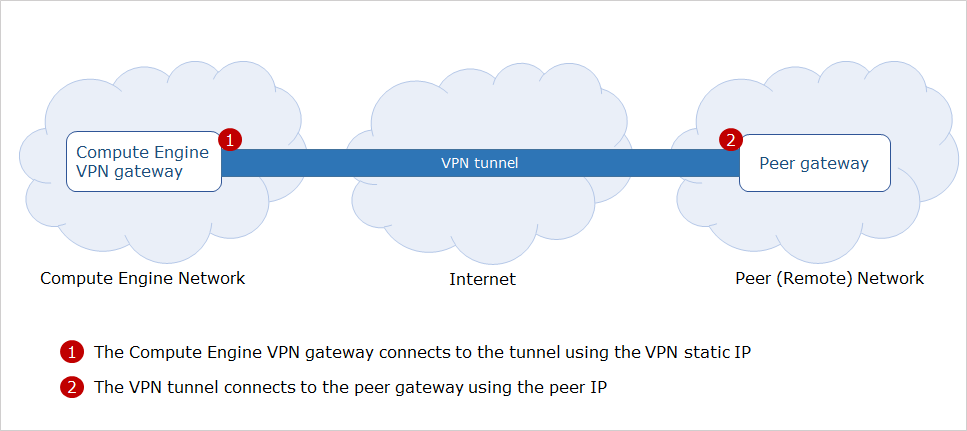 Compute Engine
VPN gateway
1
VPN tunnel
2
Peer gateway
Compute Engine Network
Internet
Peer (Remote) Network
1 The Compute Engine VPN gateway connects to the tunnel using the VPN static IP
2 The VPN tunnel connects to the peer gateway using the peer IP